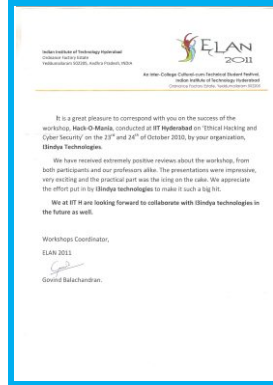 Indian Institute of Technology Hyderabad
Ordnance Factory Estate
Yeddumailaram 502205, Andhra Pradesh, INDIA
ELAN
2011
An Inter-College Cultural-cum-Technical Student Festival,
Indian Institute of Technology Hyderabad
Ordnance Factory Estate, Yeddumailaram 502205
It is a great pleasure to correspond with you on the success of the
workshop, Hack-O-Mania, conducted at IIT Hyderabad on 'Ethical Hacking and
Cyber Security' on the 23rd and 24th of October 2010, by your organization,
I3indya Technologies.
We have received extremely positive reviews about the workshop, from
both participants and our professors alike. The presentations were impressive,
very exciting and the practical part was the icing on the cake. We appreciate
the effort put in by I3indya technologies to make it such a big hit.
We at IIT H are looking forward to collaborate with I3indya technologies in
the future as well.
Workshops Coordinator,
ELAN 2011
Govind Balachandran.